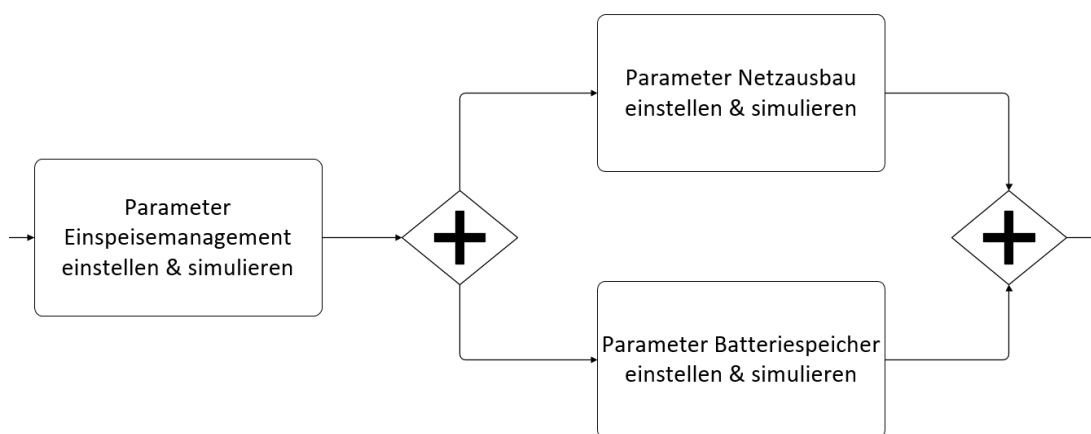 Parameter
Einspeisemanagement
einstellen & simulieren
Parameter Netzausbau
einstellen & simulieren
Parameter Batteriespeicher
einstellen & simulieren